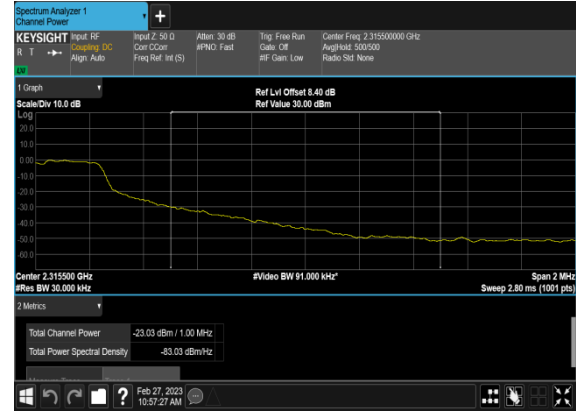 Spectrum Analyzer 1
Channel Power
+
KEYSIGHT Input: RF Input Z: 50 Ω Atten: 30 dB Trig: Free Run Center Freq: 2.315500000 GHz
R T Coupling: DC Corr CCorr #PNO: Fast Gate: Off Avg|Hold: 500/500
Align: Auto Freq Ref: Int (S) #IF Gain: Low Radio Std: None
1 Graph
Ref Lvl Offset 8.40 dB
Scale/Div 10.0 dB Ref Value 30.00 dBm
Log
20.0
10.0
0.00
-10.0
-20.0
-30.0
-40.0
-50.0
-60.0
Center 2.315500 GHz #Video BW 91.000 kHz* Span 2 MHz
#Res BW 30.000 kHz Sweep 2.80 ms (1001 pts)
2 Metrics
Total Channel Power -23.03 dBm / 1.00 MHz
Total Power Spectral Density -83.03 dBm/Hz
? Feb 27, 2023
10:57:27 AM